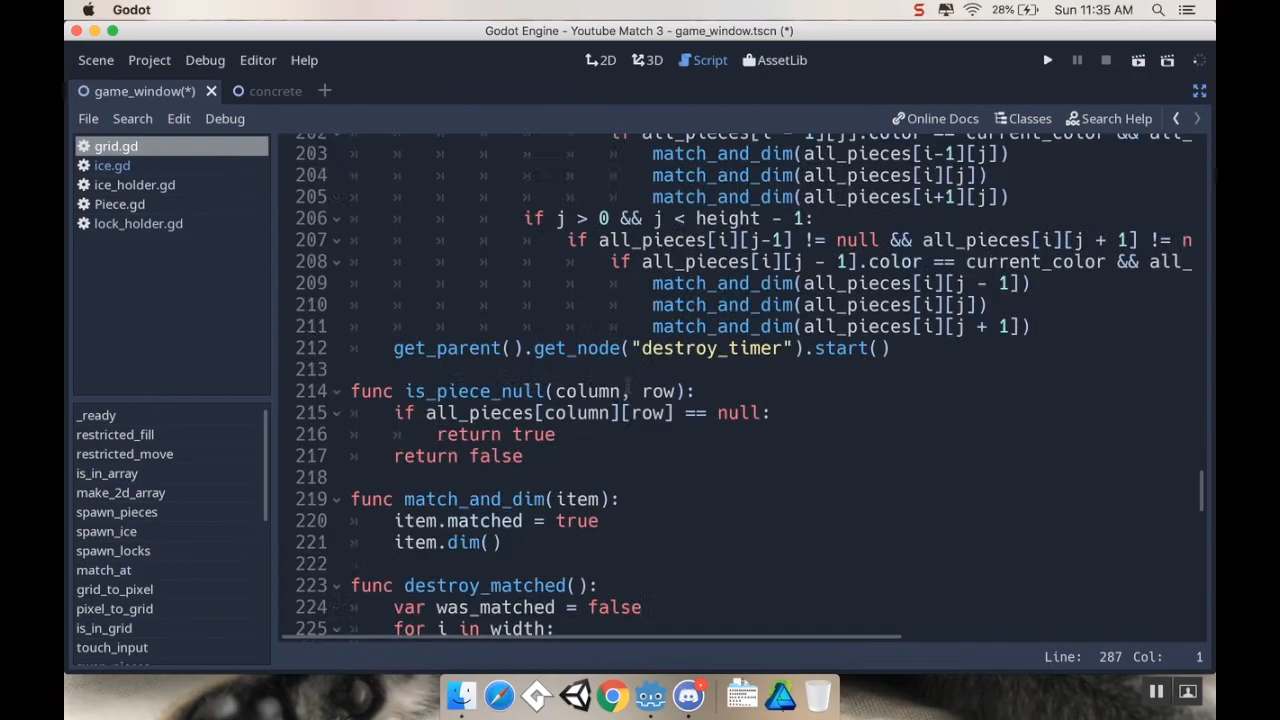 Godot
28%
Sun 11:35 AM
Godot Engine - Youtube Match 3 - game_window.tscn (*)
Scene Project Debug Editor Help
2D 3D Script AssetLib
game_window(*)
concrete
File Search Edit Debug
Online Docs Classes Search Help
grid.gd
ice.gd
ice_holder.gd
Piece.gd
lock_holder.gd
_ready
restricted_fill
restricted_move
is_in_array
make_2d_array
spawn_pieces
spawn_ice
spawn_locks
match_at
grid_to_pixel
pixel_to_grid
is_in_grid
touch_input
202 if all_pieces[i - 1][j].color == current_color && all_
203 match_and_dim(all_pieces[i-1][j])
204 match_and_dim(all_pieces[i][j])
205 match_and_dim(all_pieces[i+1][j])
206 if j > 0 && j < height - 1:
207 if all_pieces[i][j-1] != null && all_pieces[i][j + 1] != n
208 if all_pieces[i][j - 1].color == current_color && all_
209 match_and_dim(all_pieces[i][j - 1])
210 match_and_dim(all_pieces[i][j])
211 match_and_dim(all_pieces[i][j + 1])
212 get_parent().get_node("destroy_timer").start()
213
214 func is_piece_null(column, row):
215 if all_pieces[column][row] == null:
216 return true
217 return false
218
219 func match_and_dim(item):
220 item.matched = true
221 item.dim()
222
223 func destroy_matched():
224 var was_matched = false
225 for i in width:
Line: 287 Col: 1